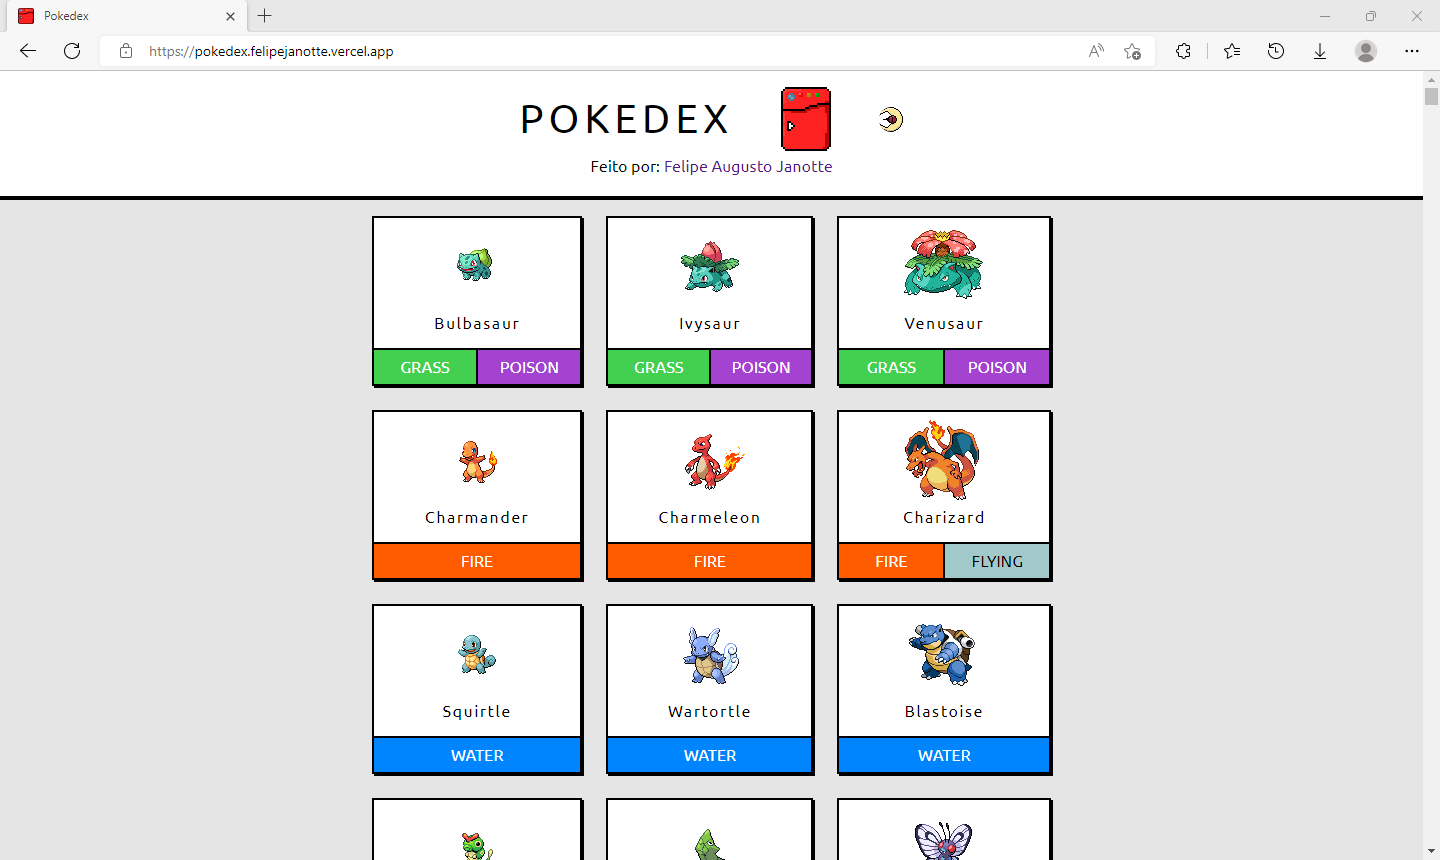 Pokedex
https://pokedex.felipejanotte.vercel.app
POKEDEX
Feito por: Felipe Augusto Janotte
Bulbasaur Ivysaur Venusaur
GRASS POISON GRASS POISON GRASS POISON
Charmander Charmeleon Charizard
FIRE FIRE FIRE FLYING
Squirtle Wartortle Blastoise
WATER WATER WATER